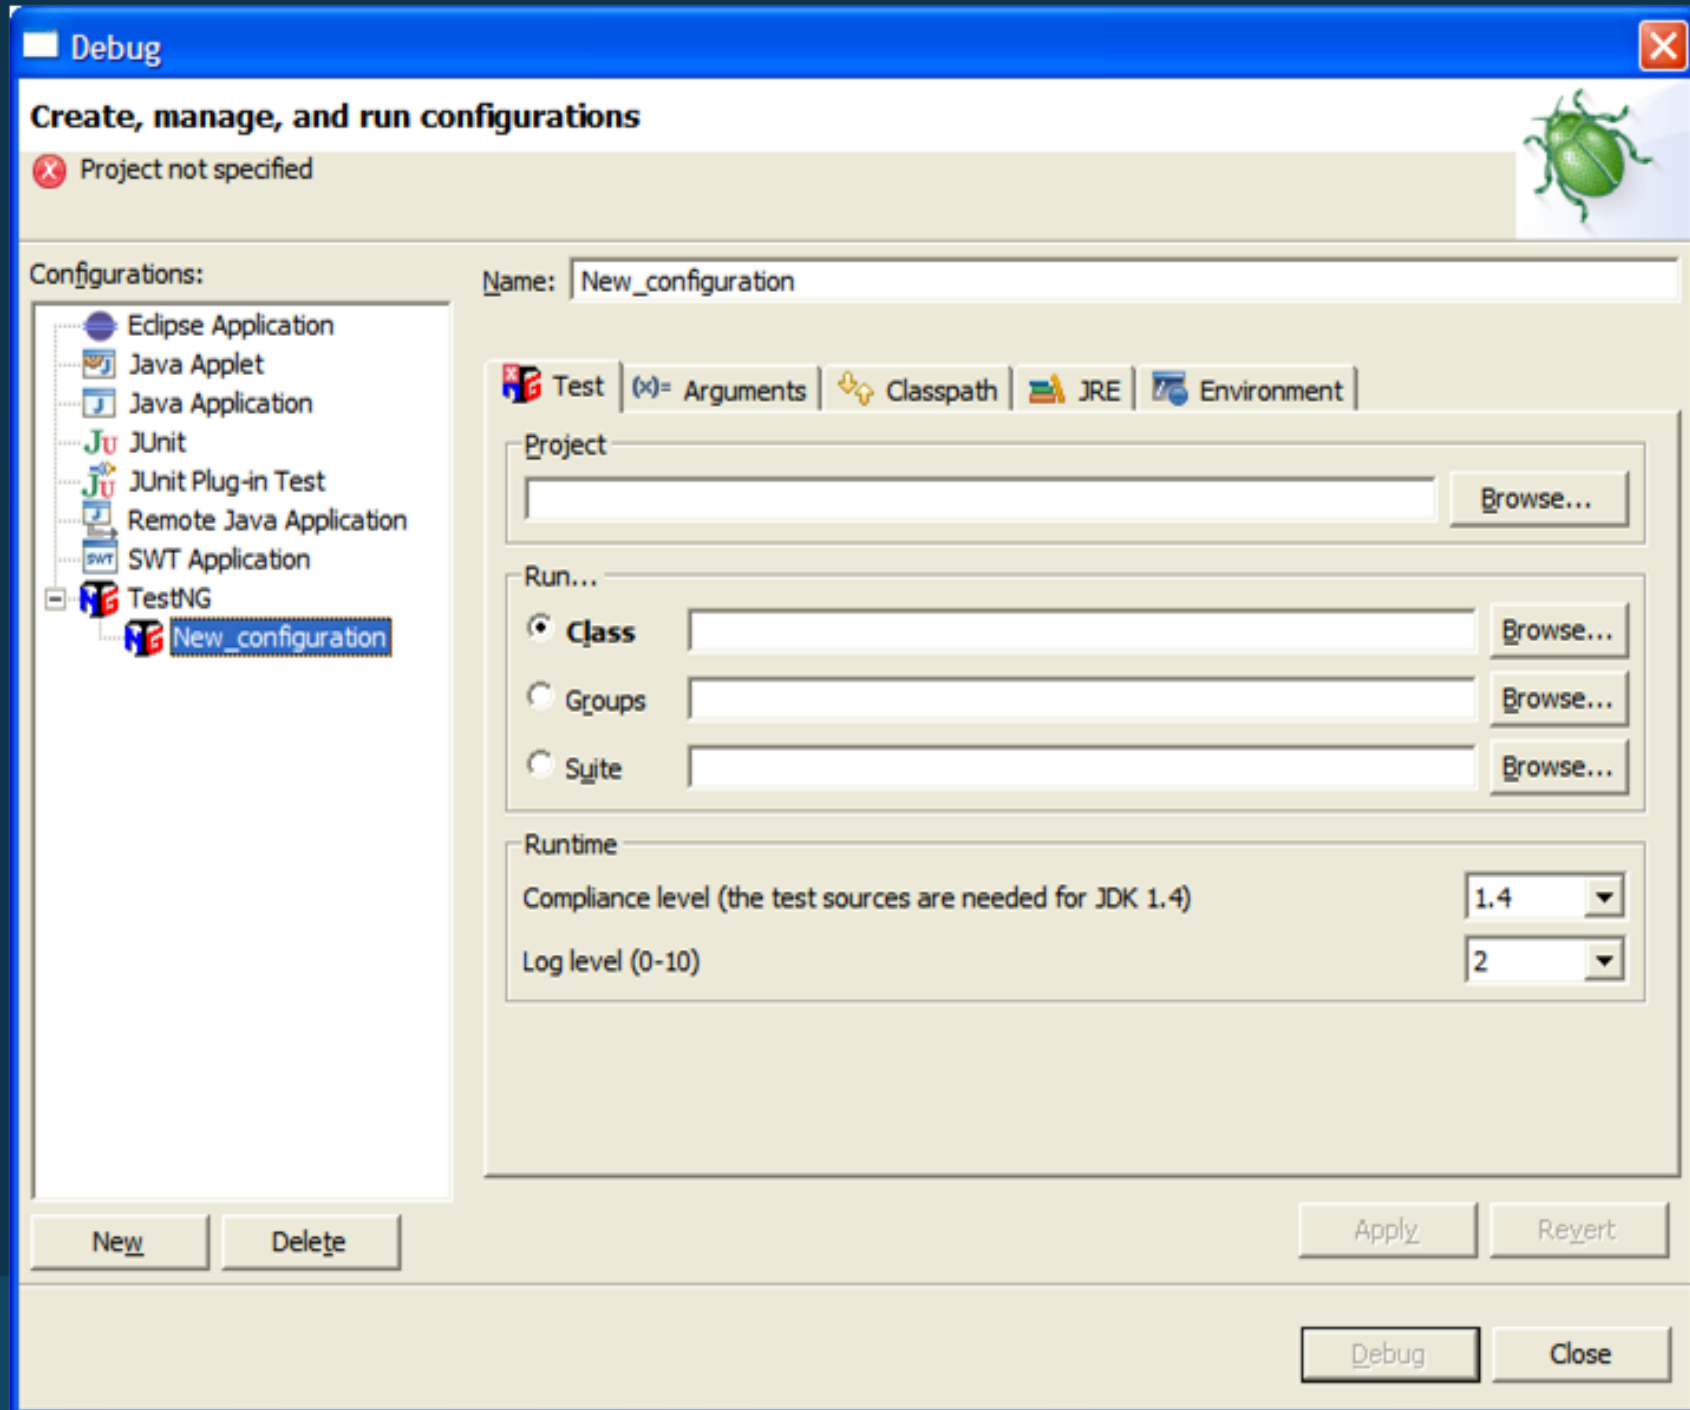 Debug
Create, manage, and run configurations
Project not specified
Configurations:
Eclipse Application
Java Applet
Java Application
JUnit
JUnit Plug-in Test
Remote Java Application
SWT Application
TestNG
New_configuration
New
Delete
Name: New_configuration
Test (x)= Arguments Classpath JRE Environment
Project
Browse...
Run...
Class Browse...
Groups Browse...
Suite Browse...
Runtime
Compliance level (the test sources are needed for JDK 1.4) 1.4
Log level (0-10) 2
Apply Revert
Debug Close